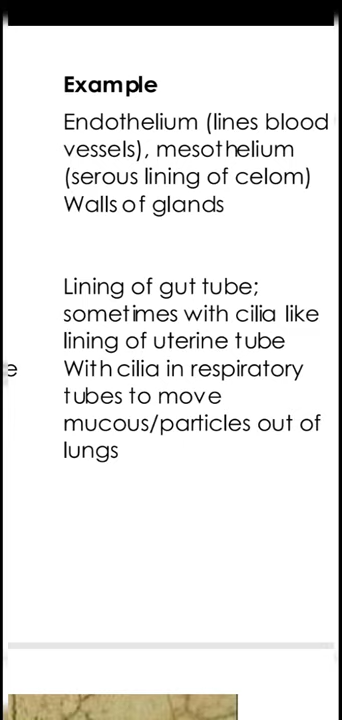 Example
Endothelium (lines blood
vessels), mesothelium
(serous lining of celom)
Walls of glands
Lining of gut tube;
sometimes with cilia like
lining of uterine tube
e
With cilia in respiratory
tubes to move
mucous/particles out of
lungs